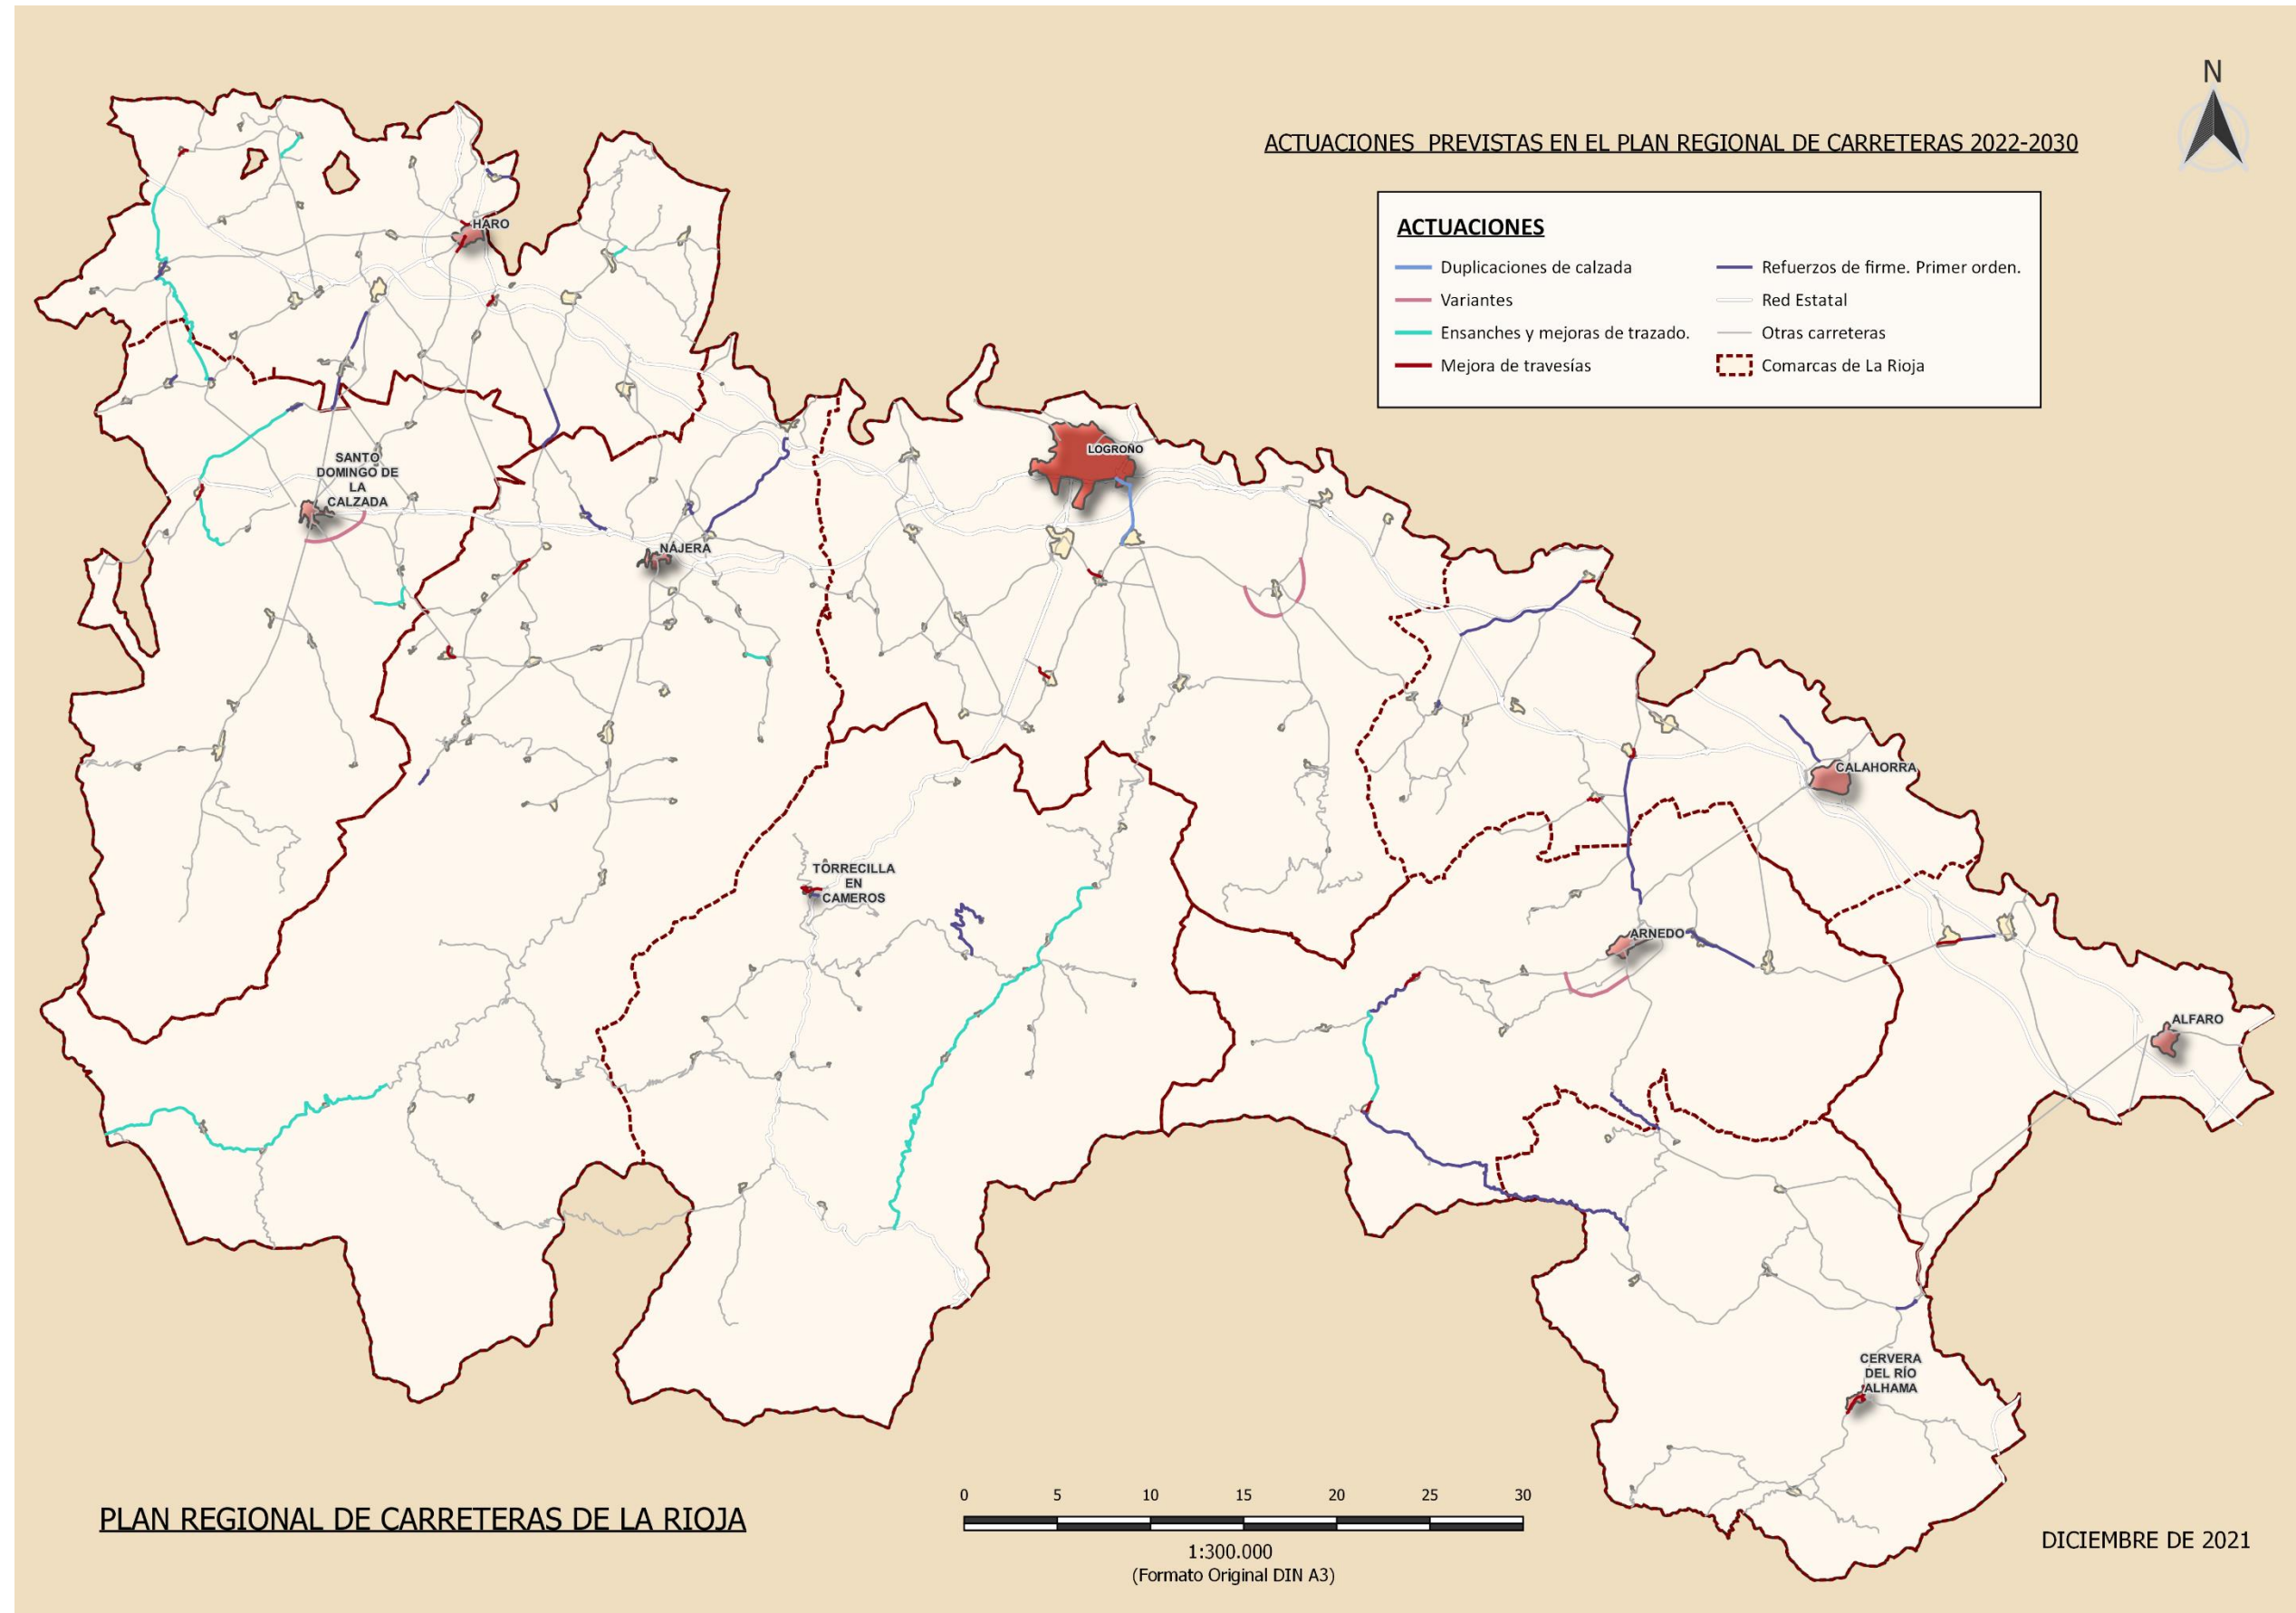 N
ACTUACIONES PREVISTAS EN EL PLAN REGIONAL DE CARRETERAS 2022-2030
ACTUACIONES
Duplicaciones de calzada
Variantes
Ensanches y mejoras de trazado.
Mejora de travesías
Refuerzos de firme. Primer orden.
Red Estatal
Otras carreteras
Comarcas de La Rioja
HARO
SANTO
DOMINGO DE
LA
CALZADA
NÁJERA
LOGROÑO
CALAHORRA
TORRECILLA
EN
CAMEROS
ARNEDO
ALFARO
CERVERA
DEL RÍO
ALHAMA
PLAN REGIONAL DE CARRETERAS DE LA RIOJA
0 5 10 15 20 25 30
1:300.000
(Formato Original DIN A3)
DICIEMBRE DE 2021